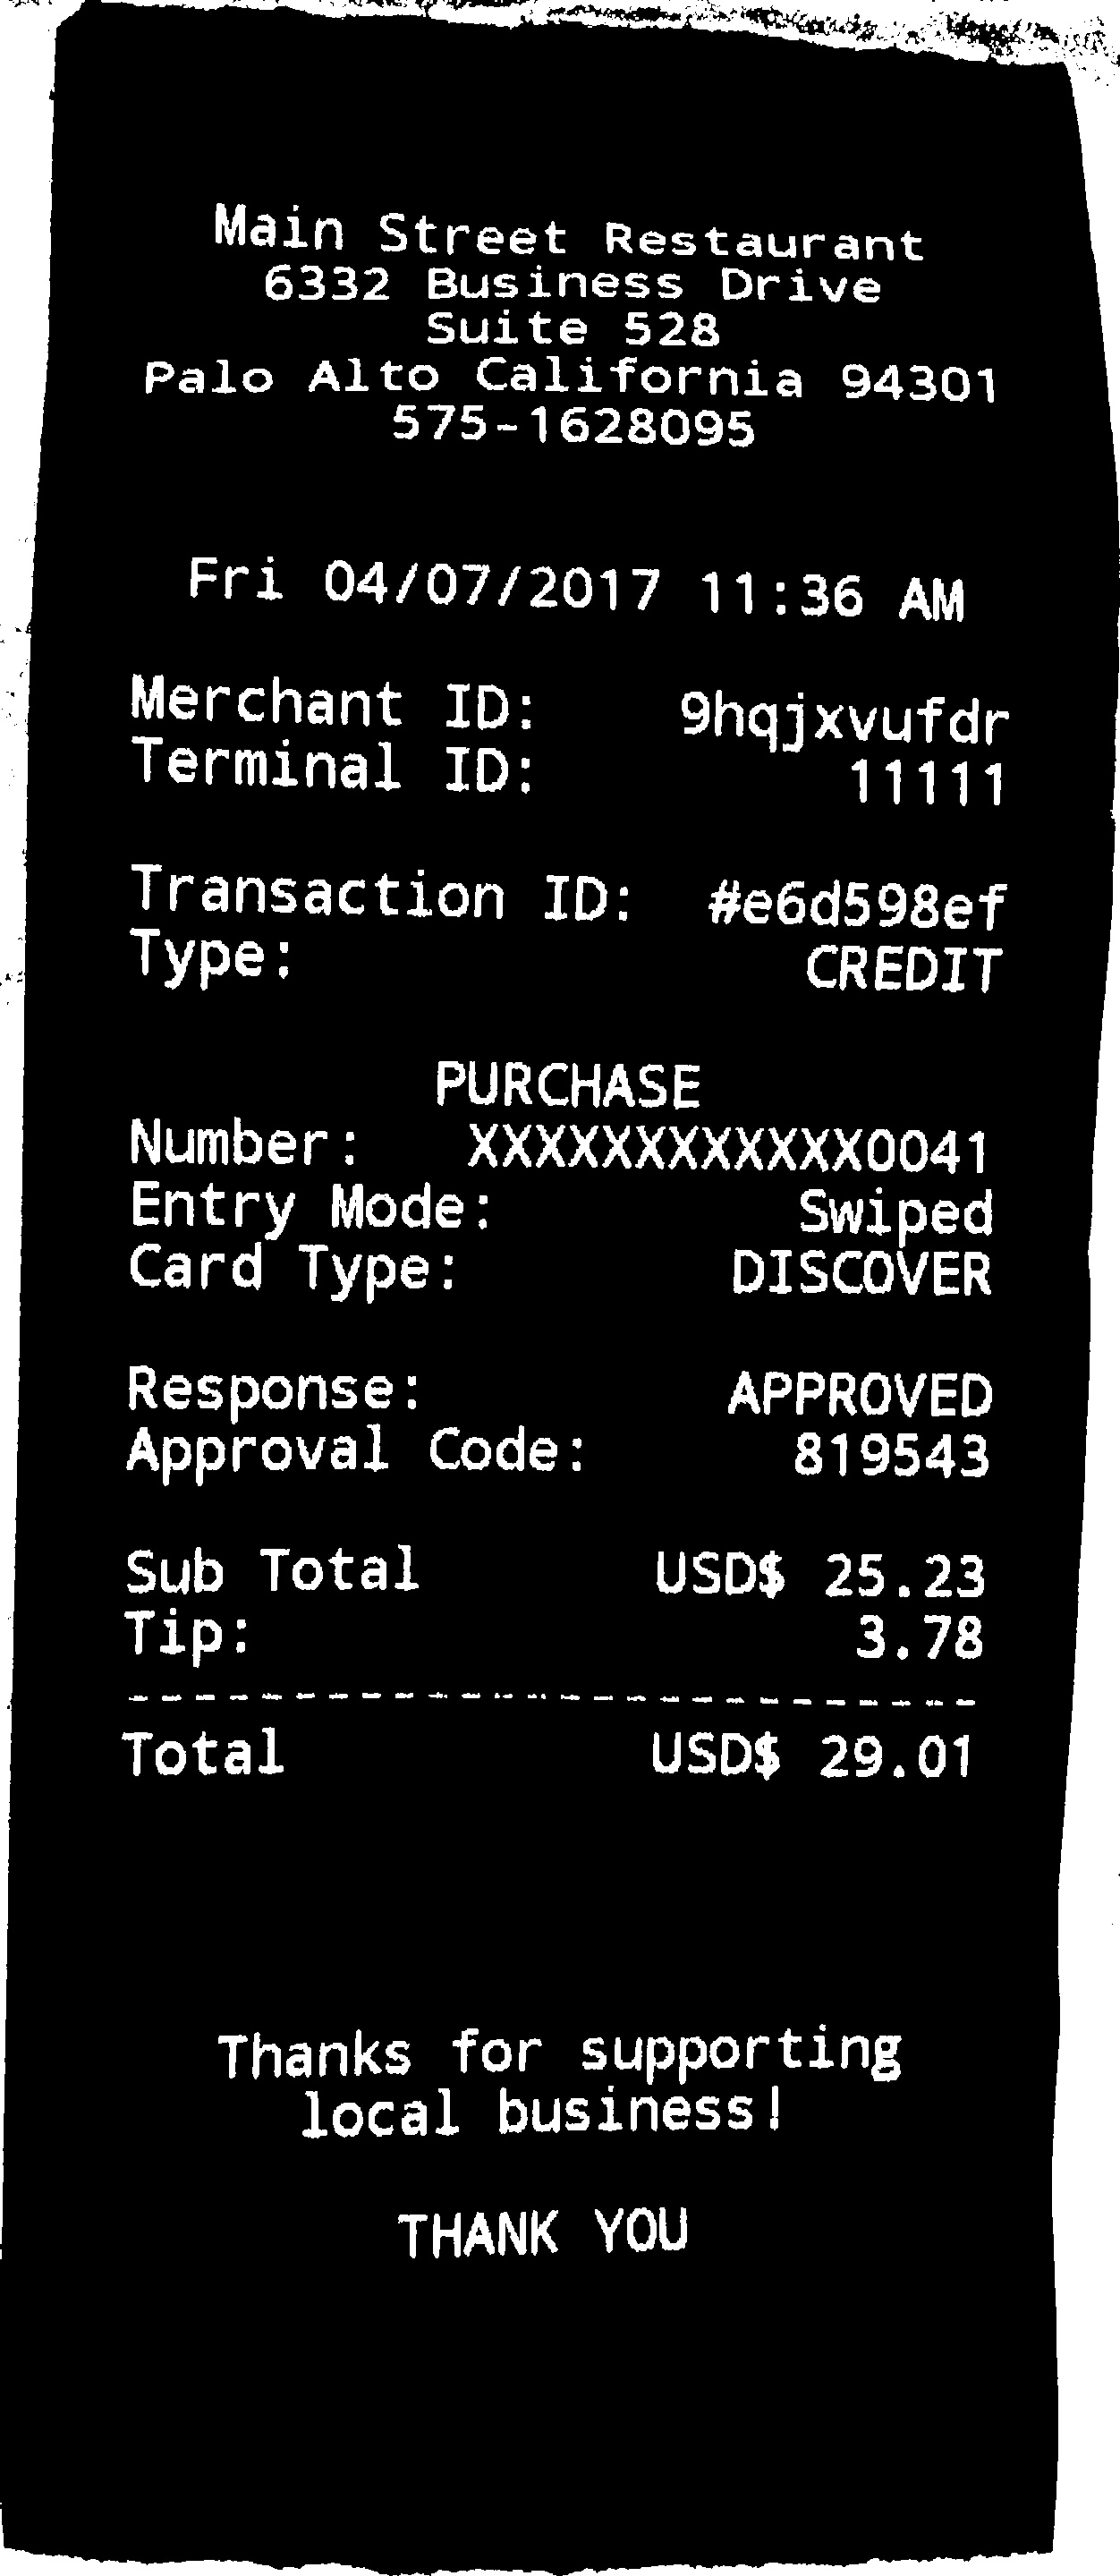 Main Street Restaurant
6332 Business Drive
Suite 528
Palo Alto California 94301
575-1628095
Fri 04/07/2017 11:36 AM
Merchant ID: 9hqjxvufdr
Terminal ID: 11111
Transaction ID: #e6d598ef
Type: CREDIT
PURCHASE
Number: XXXXXXXXXXXX0041
Entry Mode: Swiped
Card Type: DISCOVER
Response: APPROVED
Approval Code: 819543
Sub Total USD$ 25.23
Tip: 3.78
--------------------------
Total USD$ 29.01
Thanks for supporting
local business!
THANK YOU